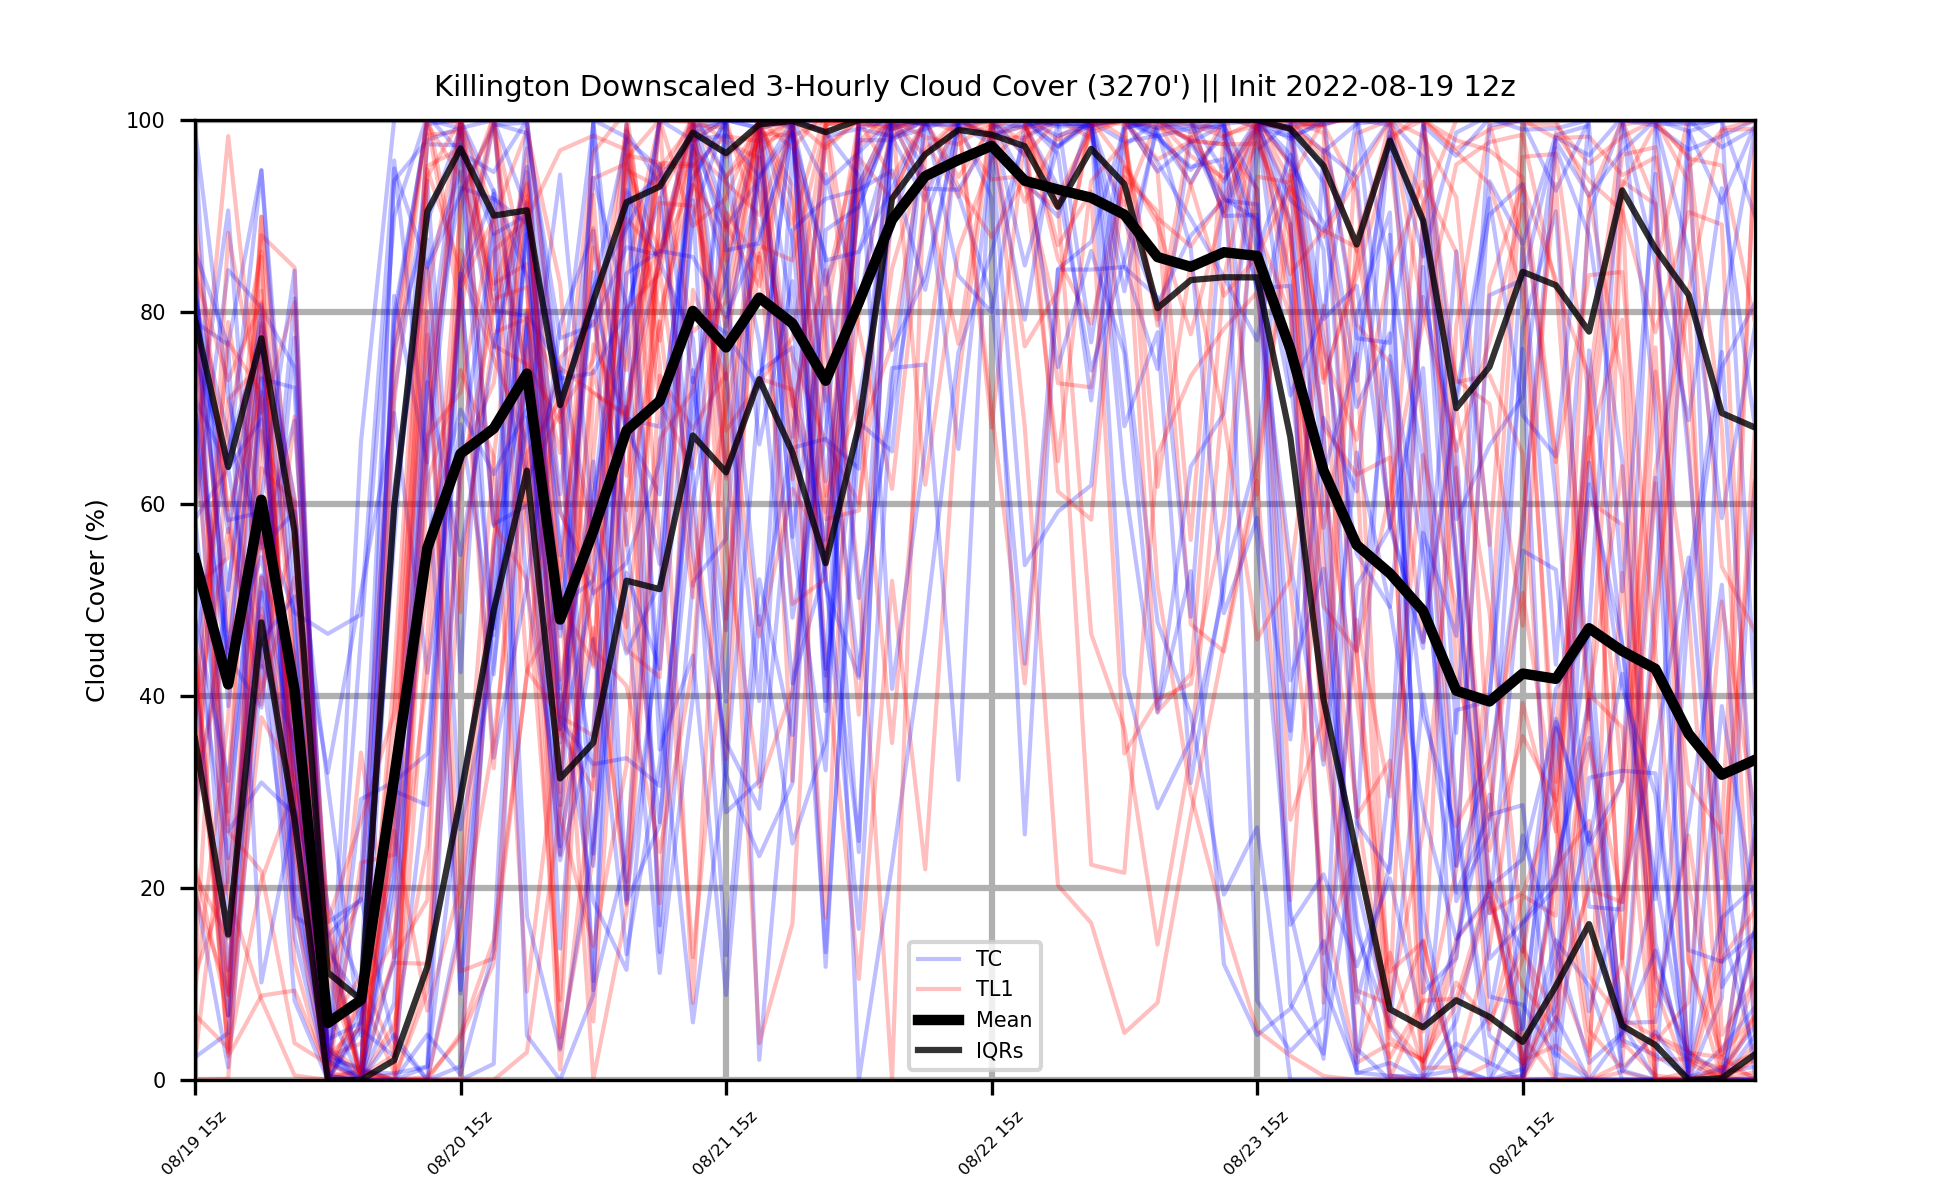 Killington Downscaled 3-Hourly Cloud Cover (3270') || Init 2022-08-19 12z
Cloud Cover (%)
100
80
60
40
20
0
TC
TL1
Mean
IQRs
08/19 15z
08/20 15z
08/21 15z
08/22 15z
08/23 15z
08/24 15z